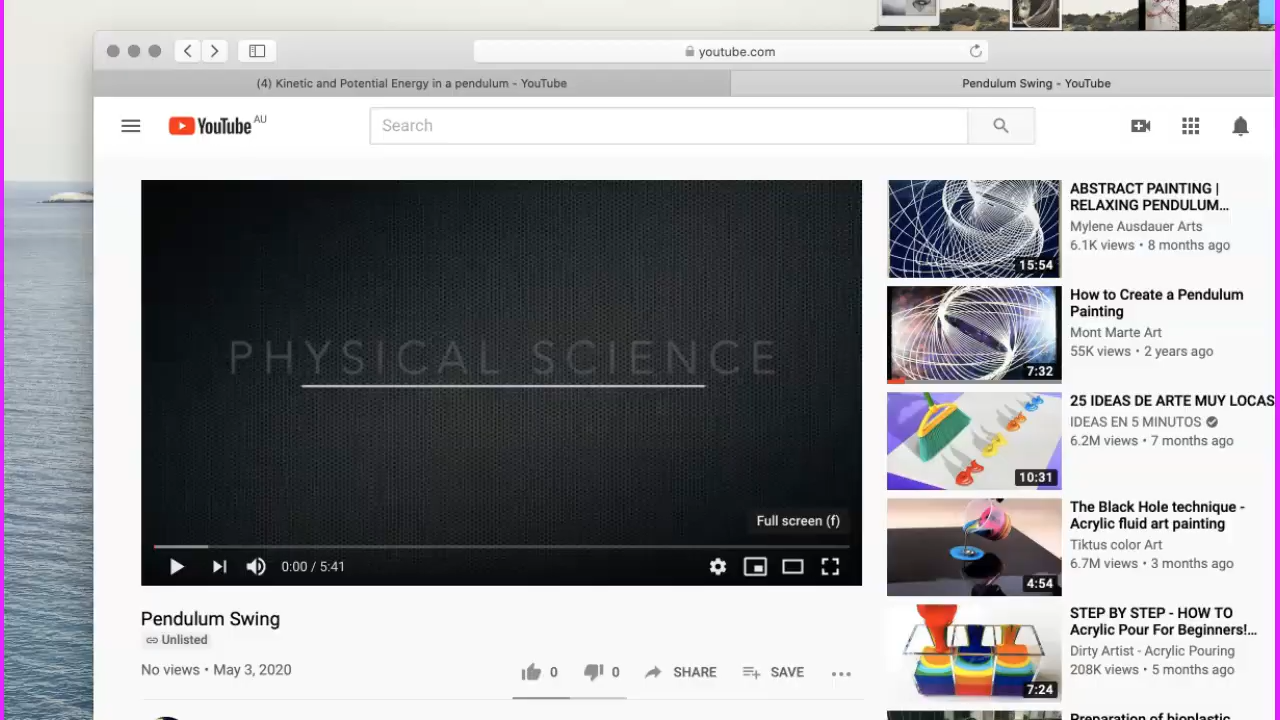 youtube.com
(4) Kinetic and Potential Energy in a pendulum - YouTube
Pendulum Swing - YouTube
YouTube AU
Search
PHYSICAL SCIENCE
Full screen (f)
0:00 / 5:41
Pendulum Swing
Unlisted
No views • May 3, 2020
0
0
SHARE
SAVE
15:54
ABSTRACT PAINTING |
RELAXING PENDULUM...
Mylene Ausdauer Arts
6.1K views • 8 months ago
7:32
How to Create a Pendulum
Painting
Mont Marte Art
55K views • 2 years ago
10:31
25 IDEAS DE ARTE MUY LOCAS
IDEAS EN 5 MINUTOS
6.2M views • 7 months ago
4:54
The Black Hole technique -
Acrylic fluid art painting
Tiktus color Art
6.7M views • 3 months ago
7:24
STEP BY STEP - HOW TO
Acrylic Pour For Beginners!...
Dirty Artist - Acrylic Pouring
208K views • 5 months ago
Preparation of bioplastic